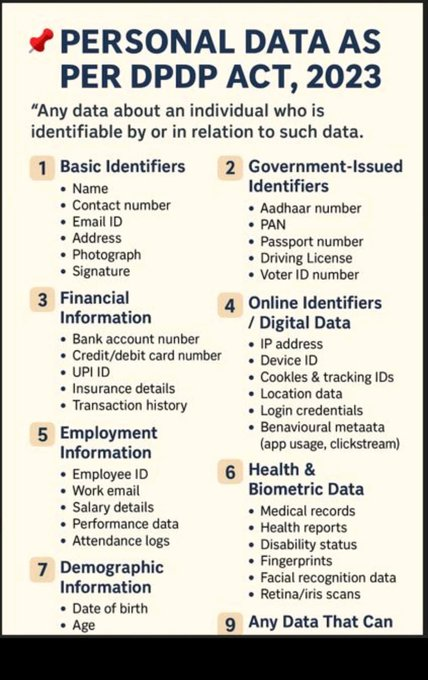 PERSONAL DATA AS
PER DPDP ACT, 2023
“Any data about an individual who is
identifiable by or in relation to such data.
1 Basic Identifiers
• Name
• Contact number
• Email ID
• Address
• Photograph
• Signature
2 Government-Issued
Identifiers
• Aadhaar number
• PAN
• Passport number
• Driving License
• Voter ID number
3 Financial
Information
• Bank account nunber
• Credit/debit card number
• UPI ID
• Insurance details
• Transaction history
4 Online Identifiers
/ Digital Data
• IP address
• Device ID
• Cookles & tracking IDs
• Location data
• Login credentials
• Benavioural metaata
(app usage, clickstream)
5 Employment
Information
• Employee ID
• Work email
• Salary details
• Performance data
• Attendance logs
6 Health &
Biometric Data
• Medical records
• Health reports
• Disability status
• Fingerprints
• Facial recognition data
• Retina/iris scans
7 Demographic
Information
• Date of birth
• Age
9 Any Data That Can